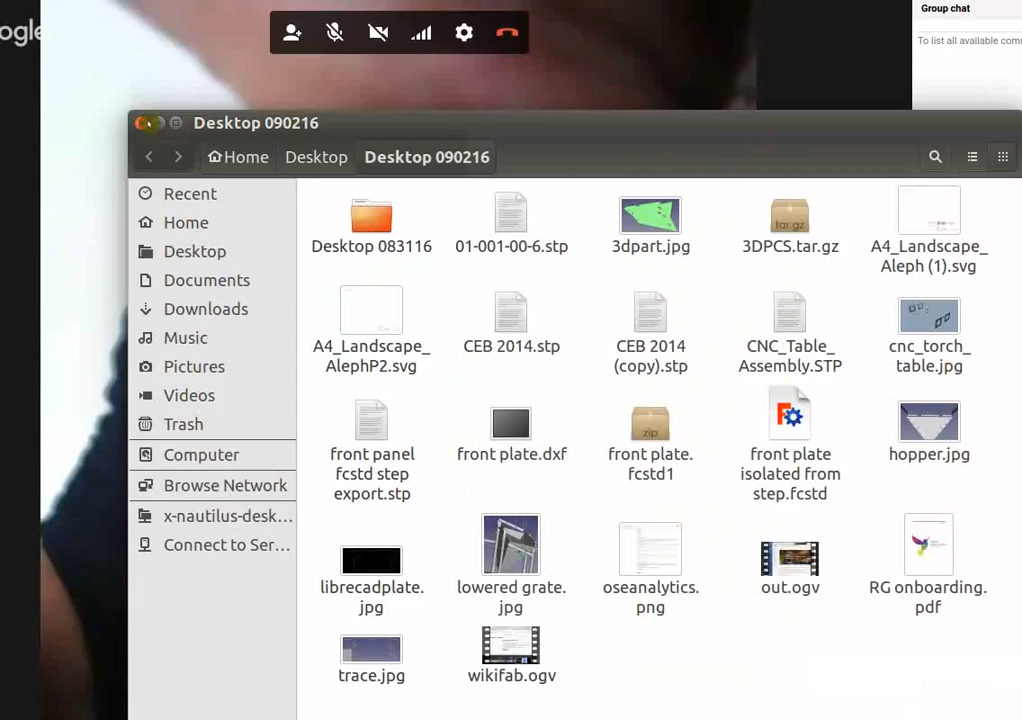 ogle
Group chat
To list all available com
Desktop 090216
Home
Desktop
Desktop 090216
Recent
Home
Desktop
Documents
Downloads
Music
Pictures
Videos
Trash
Computer
Browse Network
x-nautilus-desk...
Connect to Ser...
Desktop 083116
01-001-00-6.stp
3dpart.jpg
tar.gz
3DPCS.tar.gz
A4_Landscape_
Aleph (1).svg
A4_Landscape_
AlephP2.svg
CEB 2014.stp
CEB 2014
(copy).stp
CNC_Table_
Assembly.STP
cnc_torch_
table.jpg
front panel
fcstd step
export.stp
front plate.dxf
zip
front plate.
fcstd1
front plate
isolated from
step.fcstd
hopper.jpg
librecadplate.
jpg
lowered grate.
jpg
oseanalytics.
png
out.ogv
RG onboarding.
pdf
trace.jpg
wikifab.ogv